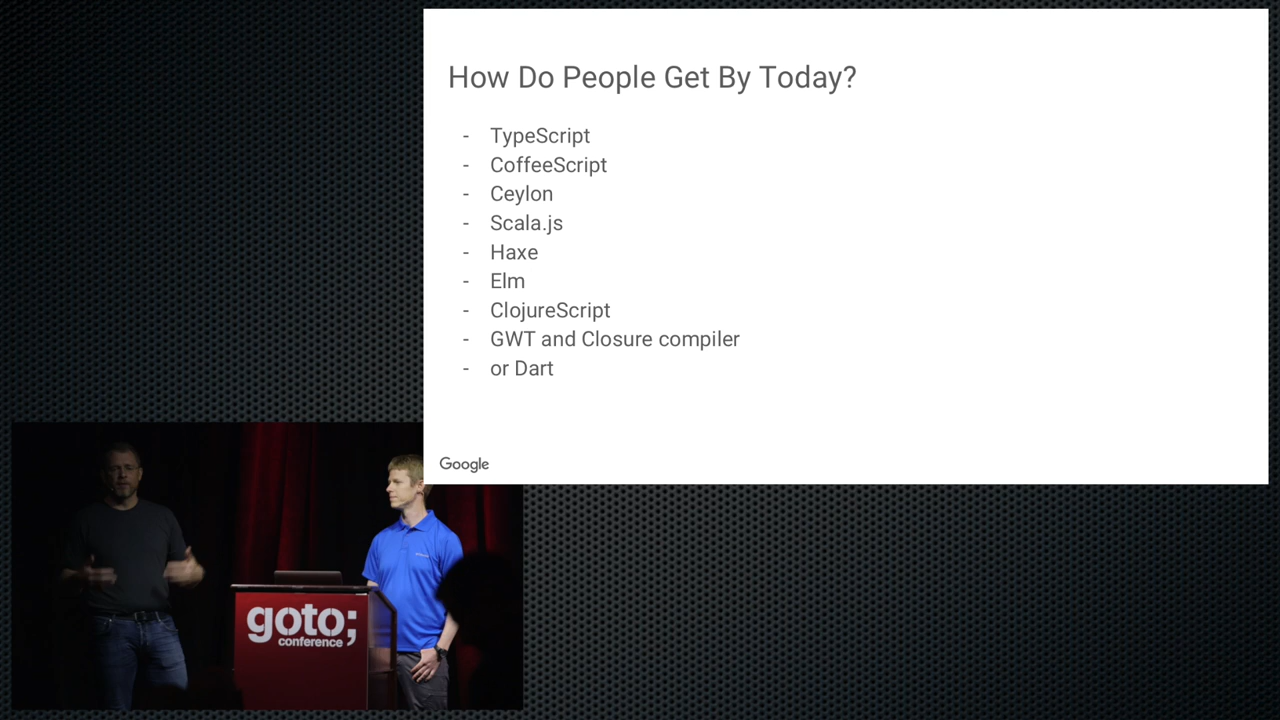 How Do People Get By Today?
- TypeScript
- CoffeeScript
- Ceylon
- Scala.js
- Haxe
- Elm
- ClojureScript
- GWT and Closure compiler
- or Dart
Google
goto;
conference